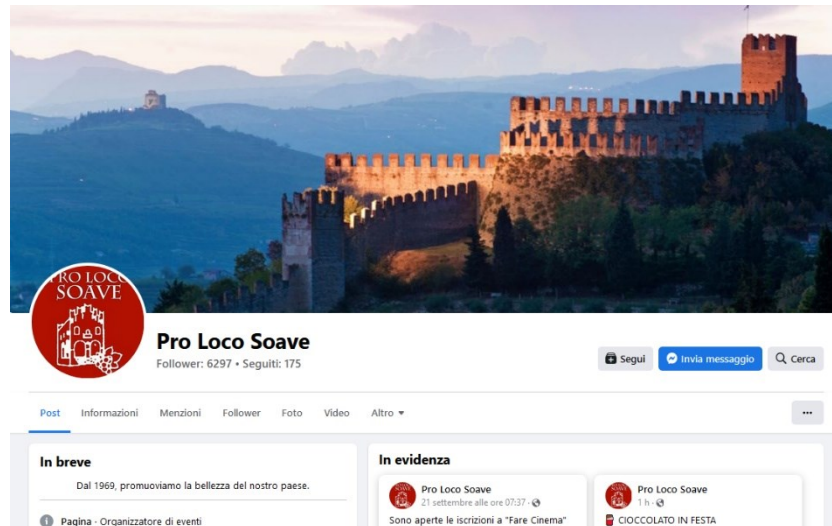 PRO LOCO
SOAVE
Pro Loco Soave
Follower: 6297 • Seguiti: 175
Segui
Invia messaggio
Cerca
Post
Informazioni
Menzioni
Follower
Foto
Video
Altro
In breve
Dal 1969, promuoviamo la bellezza del nostro paese.
Pagina · Organizzatore di eventi
In evidenza
Pro Loco Soave
21 settembre alle ore 07:37 ·
Sono aperte le iscrizioni a "Fare Cinema"
Pro Loco Soave
1 h ·
CIOCCOLATO IN FESTA